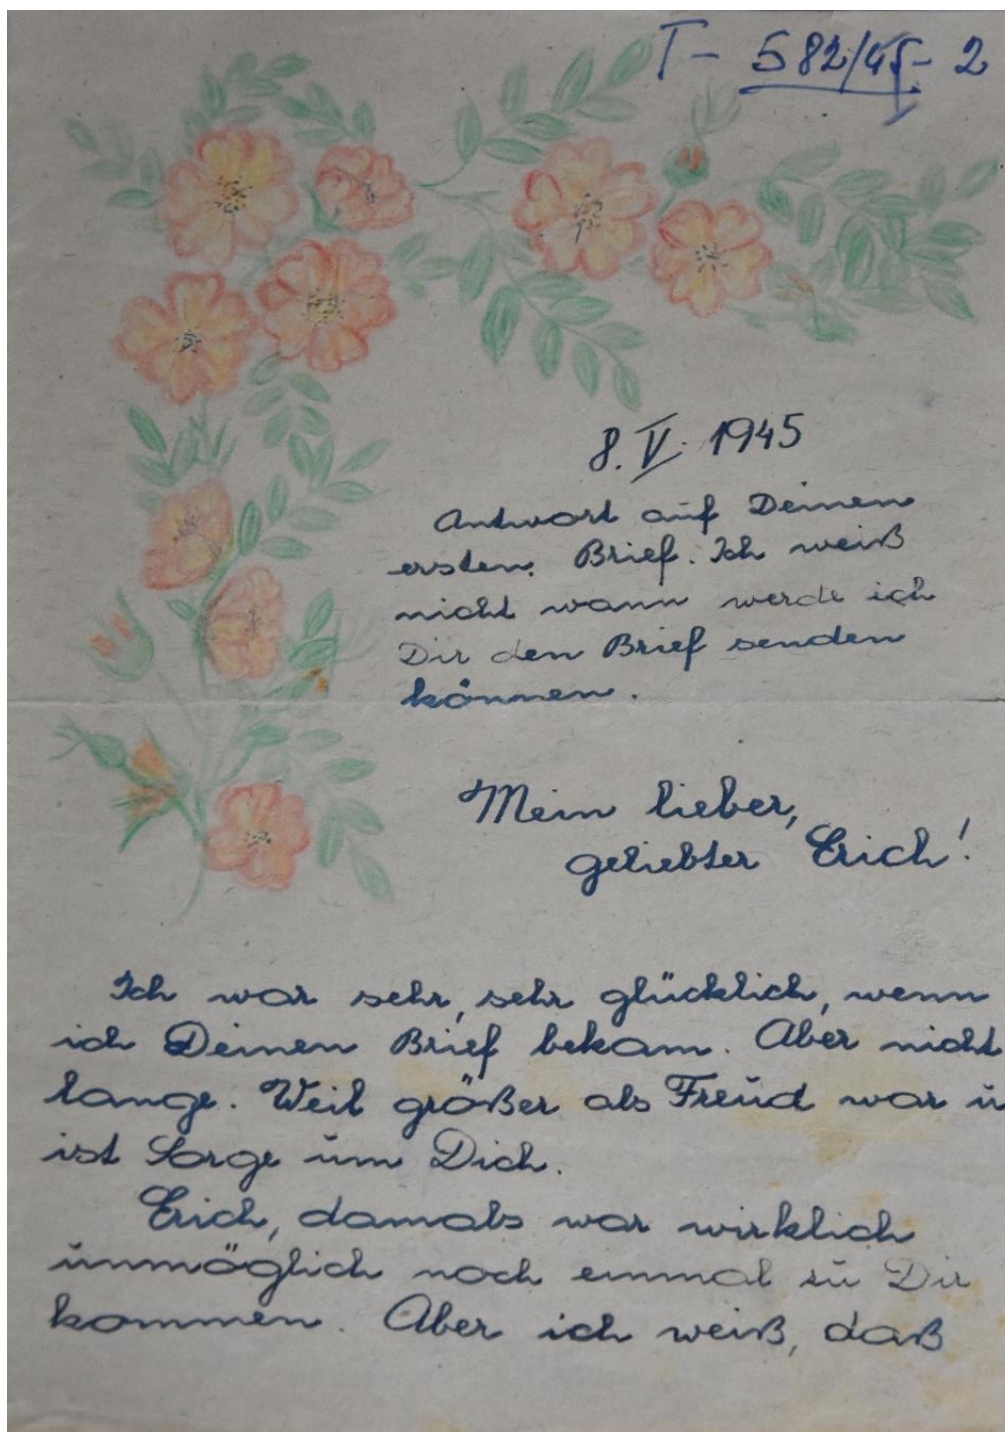 T - 582/45 - 2
8. V. 1945
Antwort auf Deinen
ersten Brief. Ich weiß
nicht wann werde ich
Dir den Brief senden
können.
Mein lieber,
geliebter Erich!
Ich war sehr, sehr glücklich, wenn
ich Deinen Brief bekam. Aber nicht
lange. Weil größer als Freud war u
ist Sorge um Dich.
Erich, damals war wirklich
unmöglich noch einmal zu Dir
kommen. Aber ich weiß, daß